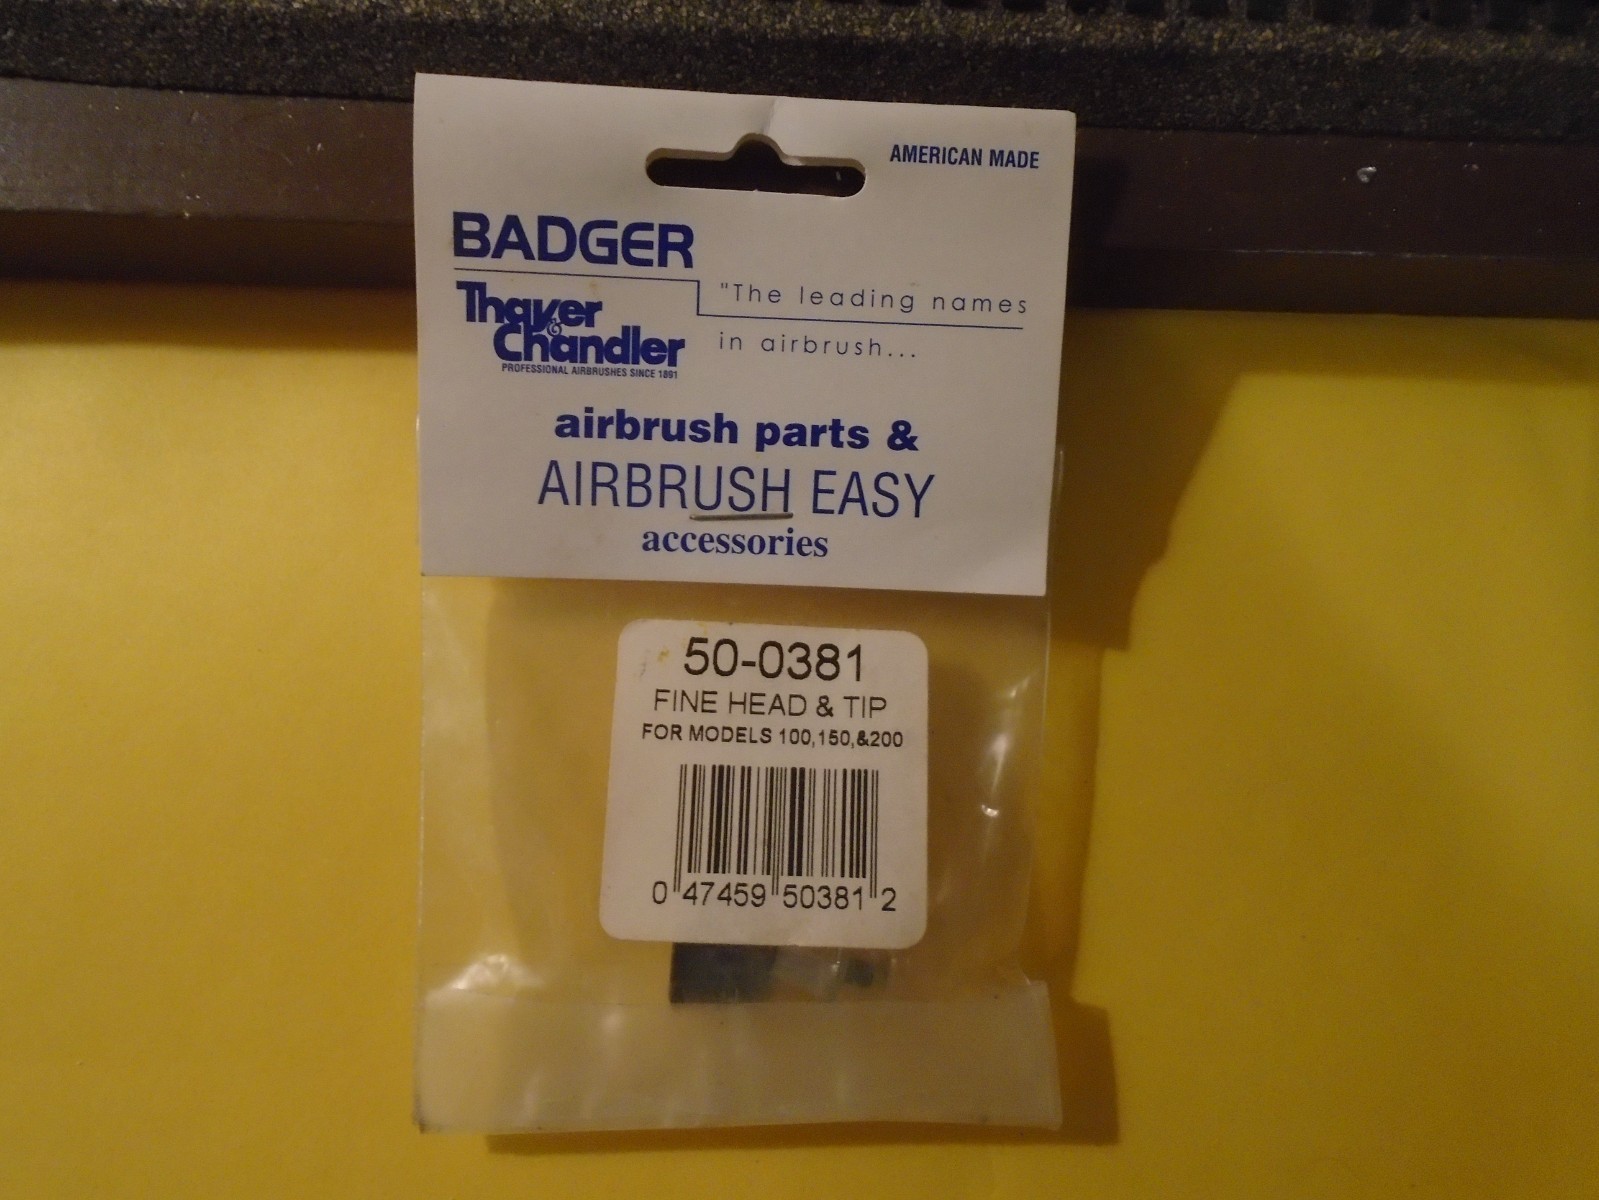 AMERICAN MADE
BADGER
Thayer
& Chandler
PROFESSIONAL AIRBRUSHES SINCE 1891
"The leading names
in airbrush...
airbrush parts &
AIRBRUSH EASY
accessories
50-0381
FINE HEAD & TIP
FOR MODELS 100,150,&200
0 47459 50381 2